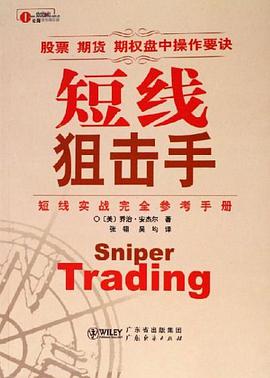 股票 期货 期权盘中操作要诀
短线
狙击手
短线实战完全参考手册
〔美〕乔治·安杰尔 著
张轶 吴昀 译
Sniper
Trading
WILEY
广东省出版集团
广东经济出版社